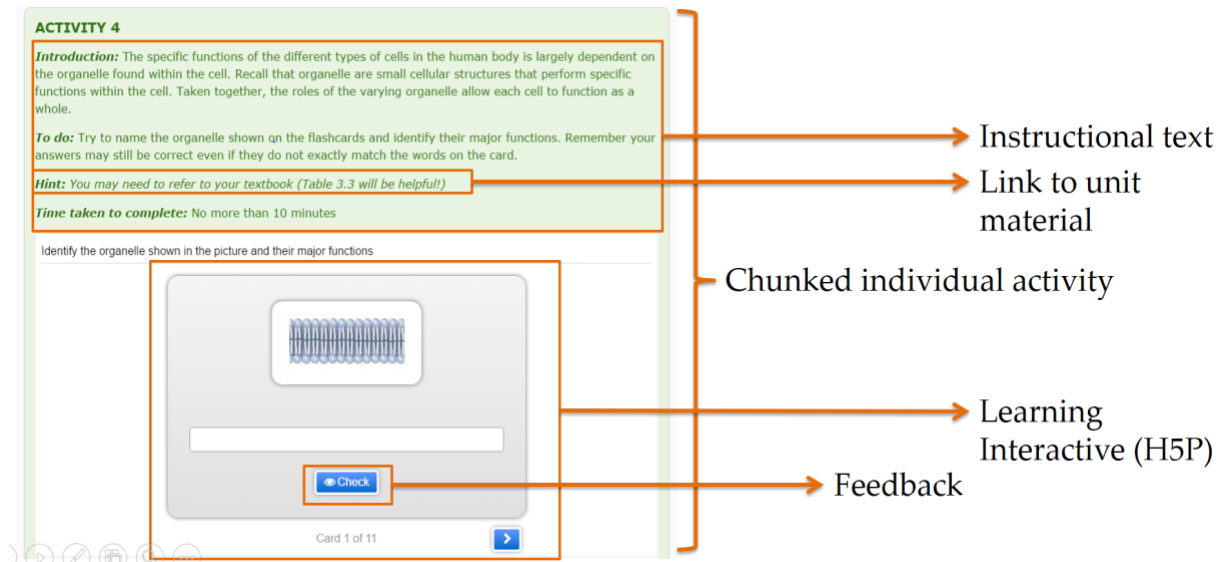 ACTIVITY 4
Introduction: The specific functions of the different types of cells in the human body is largely dependent on
the organelle found within the cell. Recall that organelle are small cellular structures that perform specific
functions within the cell. Taken together, the roles of the varying organelle allow each cell to function as a
whole.
To do: Try to name the organelle shown on the flashcards and identify their major functions. Remember your
answers may still be correct even if they do not exactly match the words on the card.
Hint: You may need to refer to your textbook (Table 3.3 will be helpful!)
Time taken to complete: No more than 10 minutes
Identify the organelle shown in the picture and their major functions
Check
Card 1 of 11
Instructional text
Link to unit
material
Chunked individual activity
Learning
Interactive (H5P)
Feedback